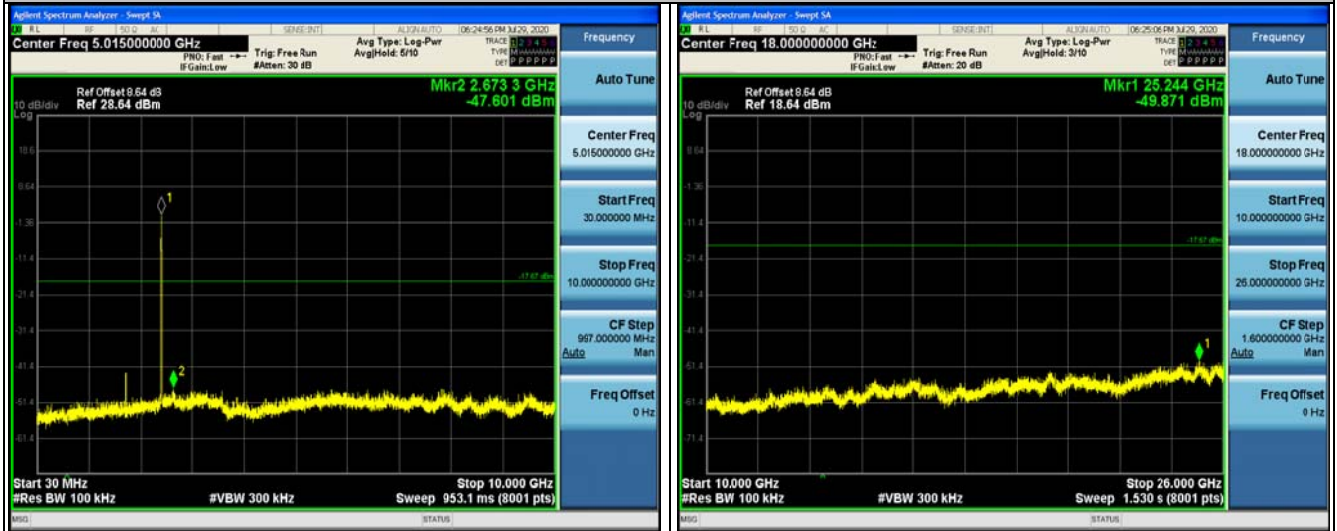 Agilent Spectrum Analyzer - Swept SA
RL RF 50 Ω AC SENSE:INT ALIGN AUTO 06:24:56 PM Jul 29, 2020
Center Freq 5.015000000 GHz
PNO: Fast
IFGain:Low
Trig: Free Run
#Atten: 30 dB
Avg Type: Log-Pwr
Avg|Hold: 5/10
TRACE 1 2 3 4 5 6
TYPE M
DET P P P P P P
Ref Offset 8.64 dB
Ref 28.64 dBm
10 dB/div
Log
Mkr2 2.673 3 GHz
-47.601 dBm
18.6
8.64
-1.36
-11.4
-21.4
-31.4
-41.4
-51.4
-61.4
1
2
-17.67 dBm
Start 30 MHz
Stop 10.000 GHz
#Res BW 100 kHz #VBW 300 kHz Sweep 953.1 ms (8001 pts)
MSG STATUS
Frequency
Auto Tune
Center Freq
5.015000000 GHz
Start Freq
30.000000 MHz
Stop Freq
10.000000000 GHz
CF Step
997.000000 MHz
Auto Man
Freq Offset
0 Hz
Agilent Spectrum Analyzer - Swept SA
RL RF 50 Ω AC SENSE:INT ALIGN AUTO 06:25:06 PM Jul 29, 2020
Center Freq 18.000000000 GHz
PNO: Fast
IFGain:Low
Trig: Free Run
#Atten: 20 dB
Avg Type: Log-Pwr
Avg|Hold: 3/10
TRACE 1 2 3 4 5 6
TYPE M
DET P P P P P P
Ref Offset 8.64 dB
Ref 18.64 dBm
10 dB/div
Log
Mkr1 25.244 GHz
-49.871 dBm
8.64
-1.36
-11.4
-21.4
-31.4
-41.4
-51.4
-61.4
-71.4
1
-17.67 dBm
Start 10.000 GHz
Stop 26.000 GHz
#Res BW 100 kHz #VBW 300 kHz Sweep 1.530 s (8001 pts)
MSG STATUS
Frequency
Auto Tune
Center Freq
18.000000000 GHz
Start Freq
10.000000000 GHz
Stop Freq
26.000000000 GHz
CF Step
1.600000000 GHz
Auto Man
Freq Offset
0 Hz